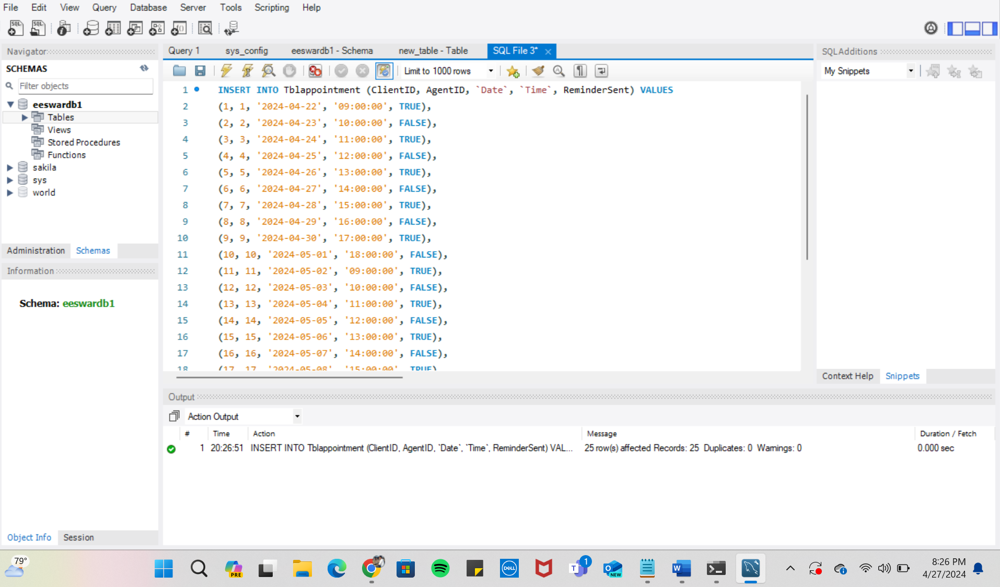 File Edit View Query Database Server Tools Scripting Help
Navigator
SCHEMAS
Filter objects
eeswardb1
Tables
Views
Stored Procedures
Functions
sakila
sys
world
Administration Schemas
Information
Schema: eeswardb1
Object Info Session
Query 1 sys_config eeswardb1 - Schema new_table - Table SQL File 3* ×
Limit to 1000 rows
1 INSERT INTO Tblappointment (ClientID, AgentID, `Date`, `Time`, ReminderSent) VALUES
2 (1, 1, '2024-04-22', '09:00:00', TRUE),
3 (2, 2, '2024-04-23', '10:00:00', FALSE),
4 (3, 3, '2024-04-24', '11:00:00', TRUE),
5 (4, 4, '2024-04-25', '12:00:00', FALSE),
6 (5, 5, '2024-04-26', '13:00:00', TRUE),
7 (6, 6, '2024-04-27', '14:00:00', FALSE),
8 (7, 7, '2024-04-28', '15:00:00', TRUE),
9 (8, 8, '2024-04-29', '16:00:00', FALSE),
10 (9, 9, '2024-04-30', '17:00:00', TRUE),
11 (10, 10, '2024-05-01', '18:00:00', FALSE),
12 (11, 11, '2024-05-02', '09:00:00', TRUE),
13 (12, 12, '2024-05-03', '10:00:00', FALSE),
14 (13, 13, '2024-05-04', '11:00:00', TRUE),
15 (14, 14, '2024-05-05', '12:00:00', FALSE),
16 (15, 15, '2024-05-06', '13:00:00', TRUE),
17 (16, 16, '2024-05-07', '14:00:00', FALSE),
18 (17, 17, '2024-05-08', '15:00:00', TRUE)
SQLAdditions
My Snippets
Context Help Snippets
Output
Action Output
# Time Action Message Duration / Fetch
1 20:26:51 INSERT INTO Tblappointment (ClientID, AgentID, `Date`, `Time`, ReminderSent) VAL... 25 row(s) affected Records: 25 Duplicates: 0 Warnings: 0 0.000 sec
79°
PRE
DELL
T 1
NEW
W
8:26 PM
4/27/2024